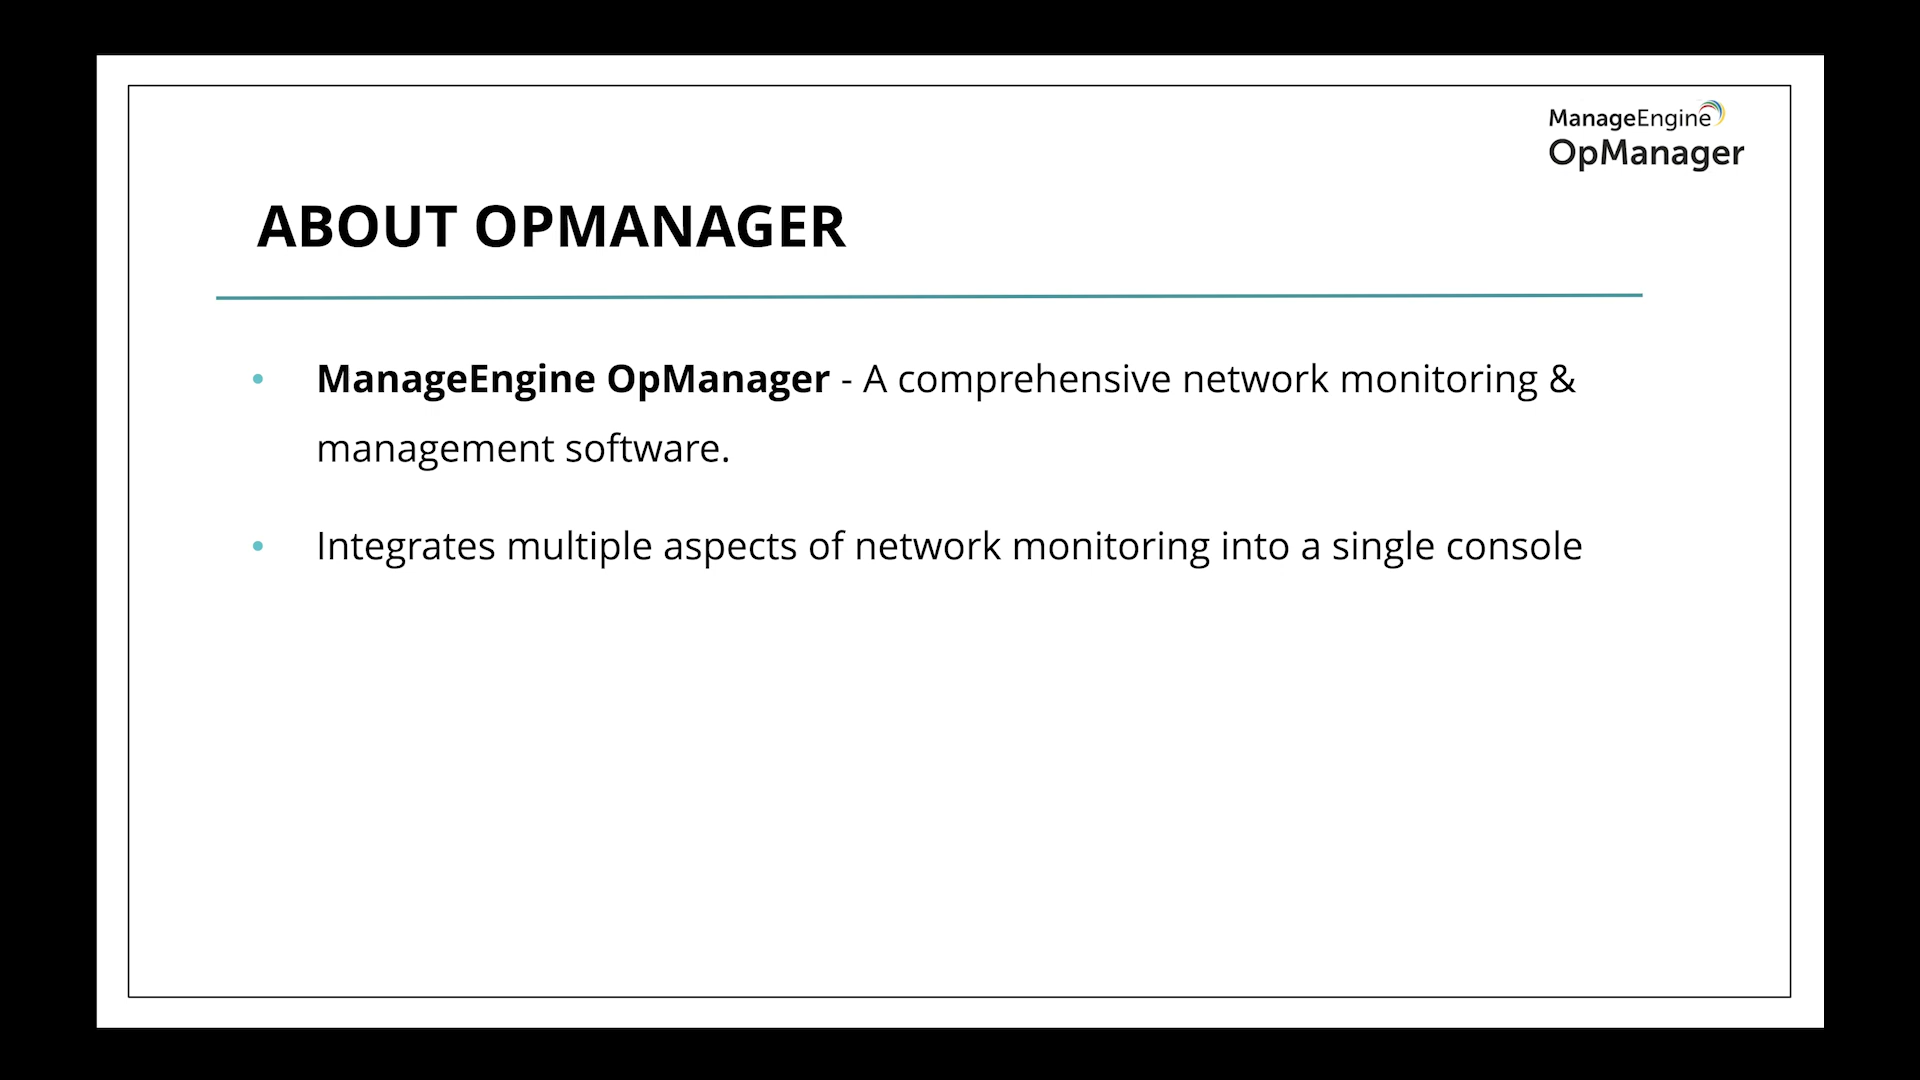 ManageEngine
OpManager
ABOUT OPMANAGER
• ManageEngine OpManager - A comprehensive network monitoring &
management software.
• Integrates multiple aspects of network monitoring into a single console